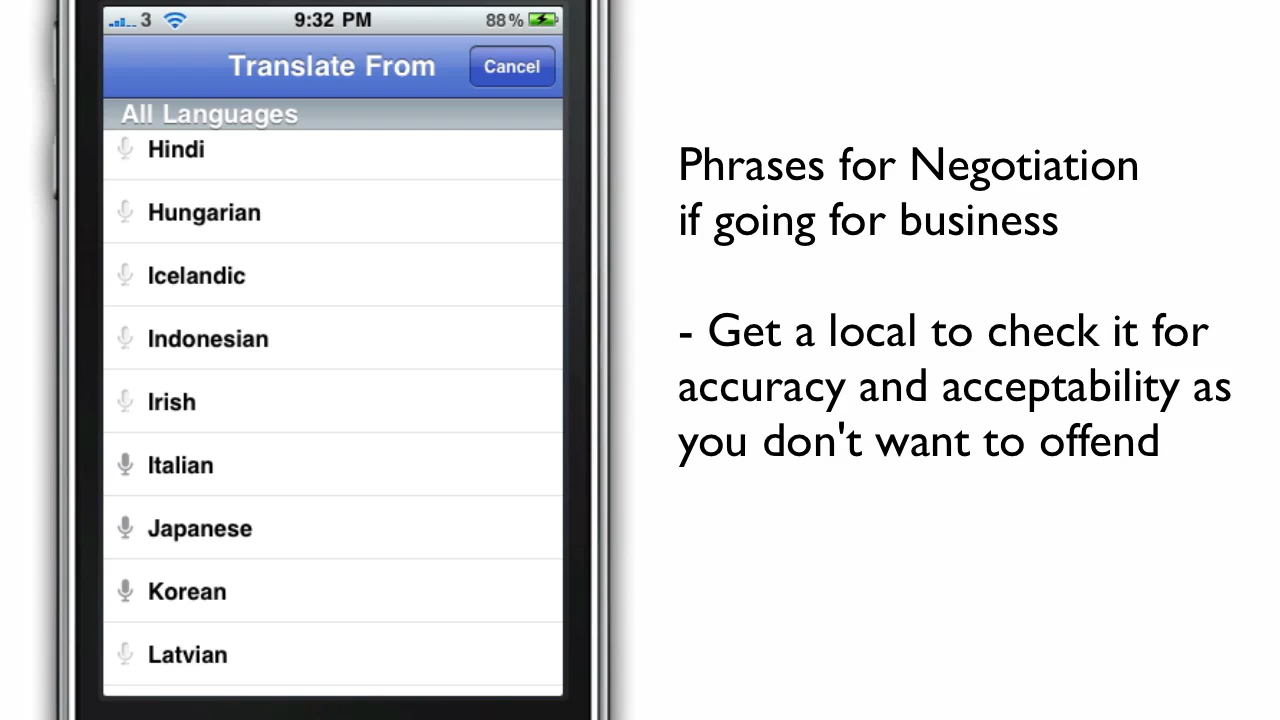 3 9:32 PM 88%
Translate From Cancel
All Languages
Hindi
Hungarian
Icelandic
Indonesian
Irish
Italian
Japanese
Korean
Latvian
Phrases for Negotiation
if going for business
- Get a local to check it for
accuracy and acceptability as
you don't want to offend